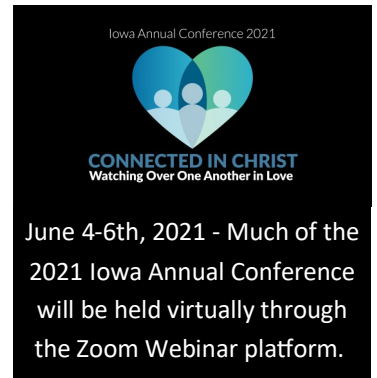 Iowa Annual Conference 2021
CONNECTED IN CHRIST
Watching Over One Another in Love
June 4-6th, 2021 - Much of the
2021 Iowa Annual Conference
will be held virtually through
the Zoom Webinar platform.